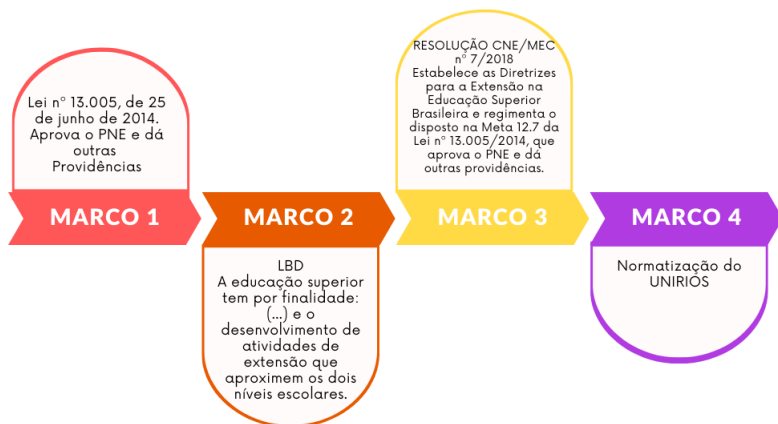 Lei nº 13.005, de 25
de junho de 2014.
Aprova o PNE e dá
outras
Providências
MARCO 1
MARCO 2
LBD
A educação superior
tem por finalidade:
(...) e o
desenvolvimento de
atividades de
extensão que
aproximem os dois
níveis escolares.
RESOLUÇÃO CNE/MEC
nº 7/2018
Estabelece as Diretrizes
para a Extensão na
Educação Superior
Brasileira e regimenta o
disposto na Meta 12.7 da
Lei nº 13.005/2014, que
aprova o PNE e dá
outras providências.
MARCO 3
MARCO 4
Normatização do
UNIRIOS